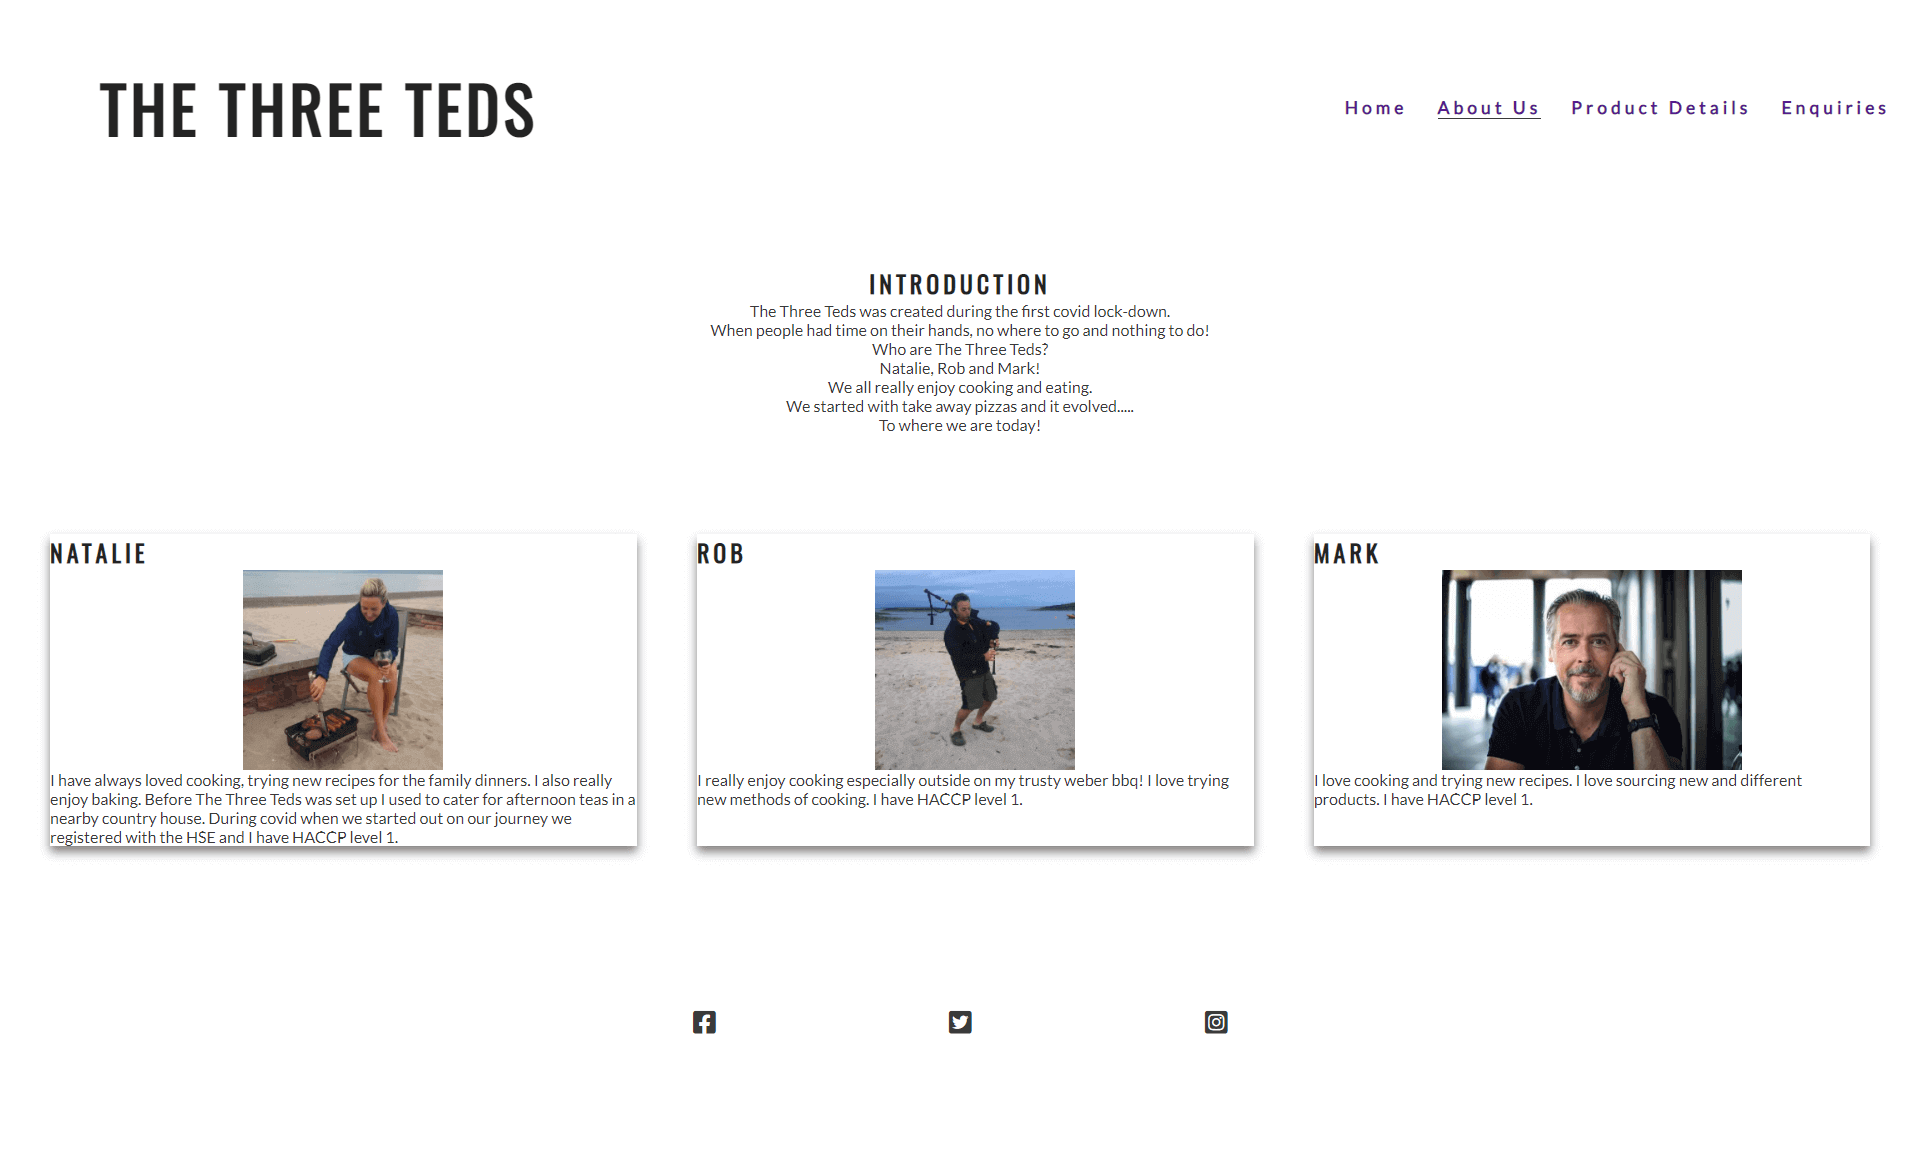 THE THREE TEDS
Home
About Us
Product Details
Enquiries
INTRODUCTION
The Three Teds was created during the first covid lock-down.
When people had time on their hands, no where to go and nothing to do!
Who are The Three Teds?
Natalie, Rob and Mark!
We all really enjoy cooking and eating.
We started with take away pizzas and it evolved.....
To where we are today!
NATALIE
I have always loved cooking, trying new recipes for the family dinners. I also really
enjoy baking. Before The Three Teds was set up I used to cater for afternoon teas in a
nearby country house. During covid when we started out on our journey we
registered with the HSE and I have HACCP level 1.
ROB
I really enjoy cooking especially outside on my trusty weber bbq! I love trying
new methods of cooking. I have HACCP level 1.
MARK
I love cooking and trying new recipes. I love sourcing new and different
products. I have HACCP level 1.